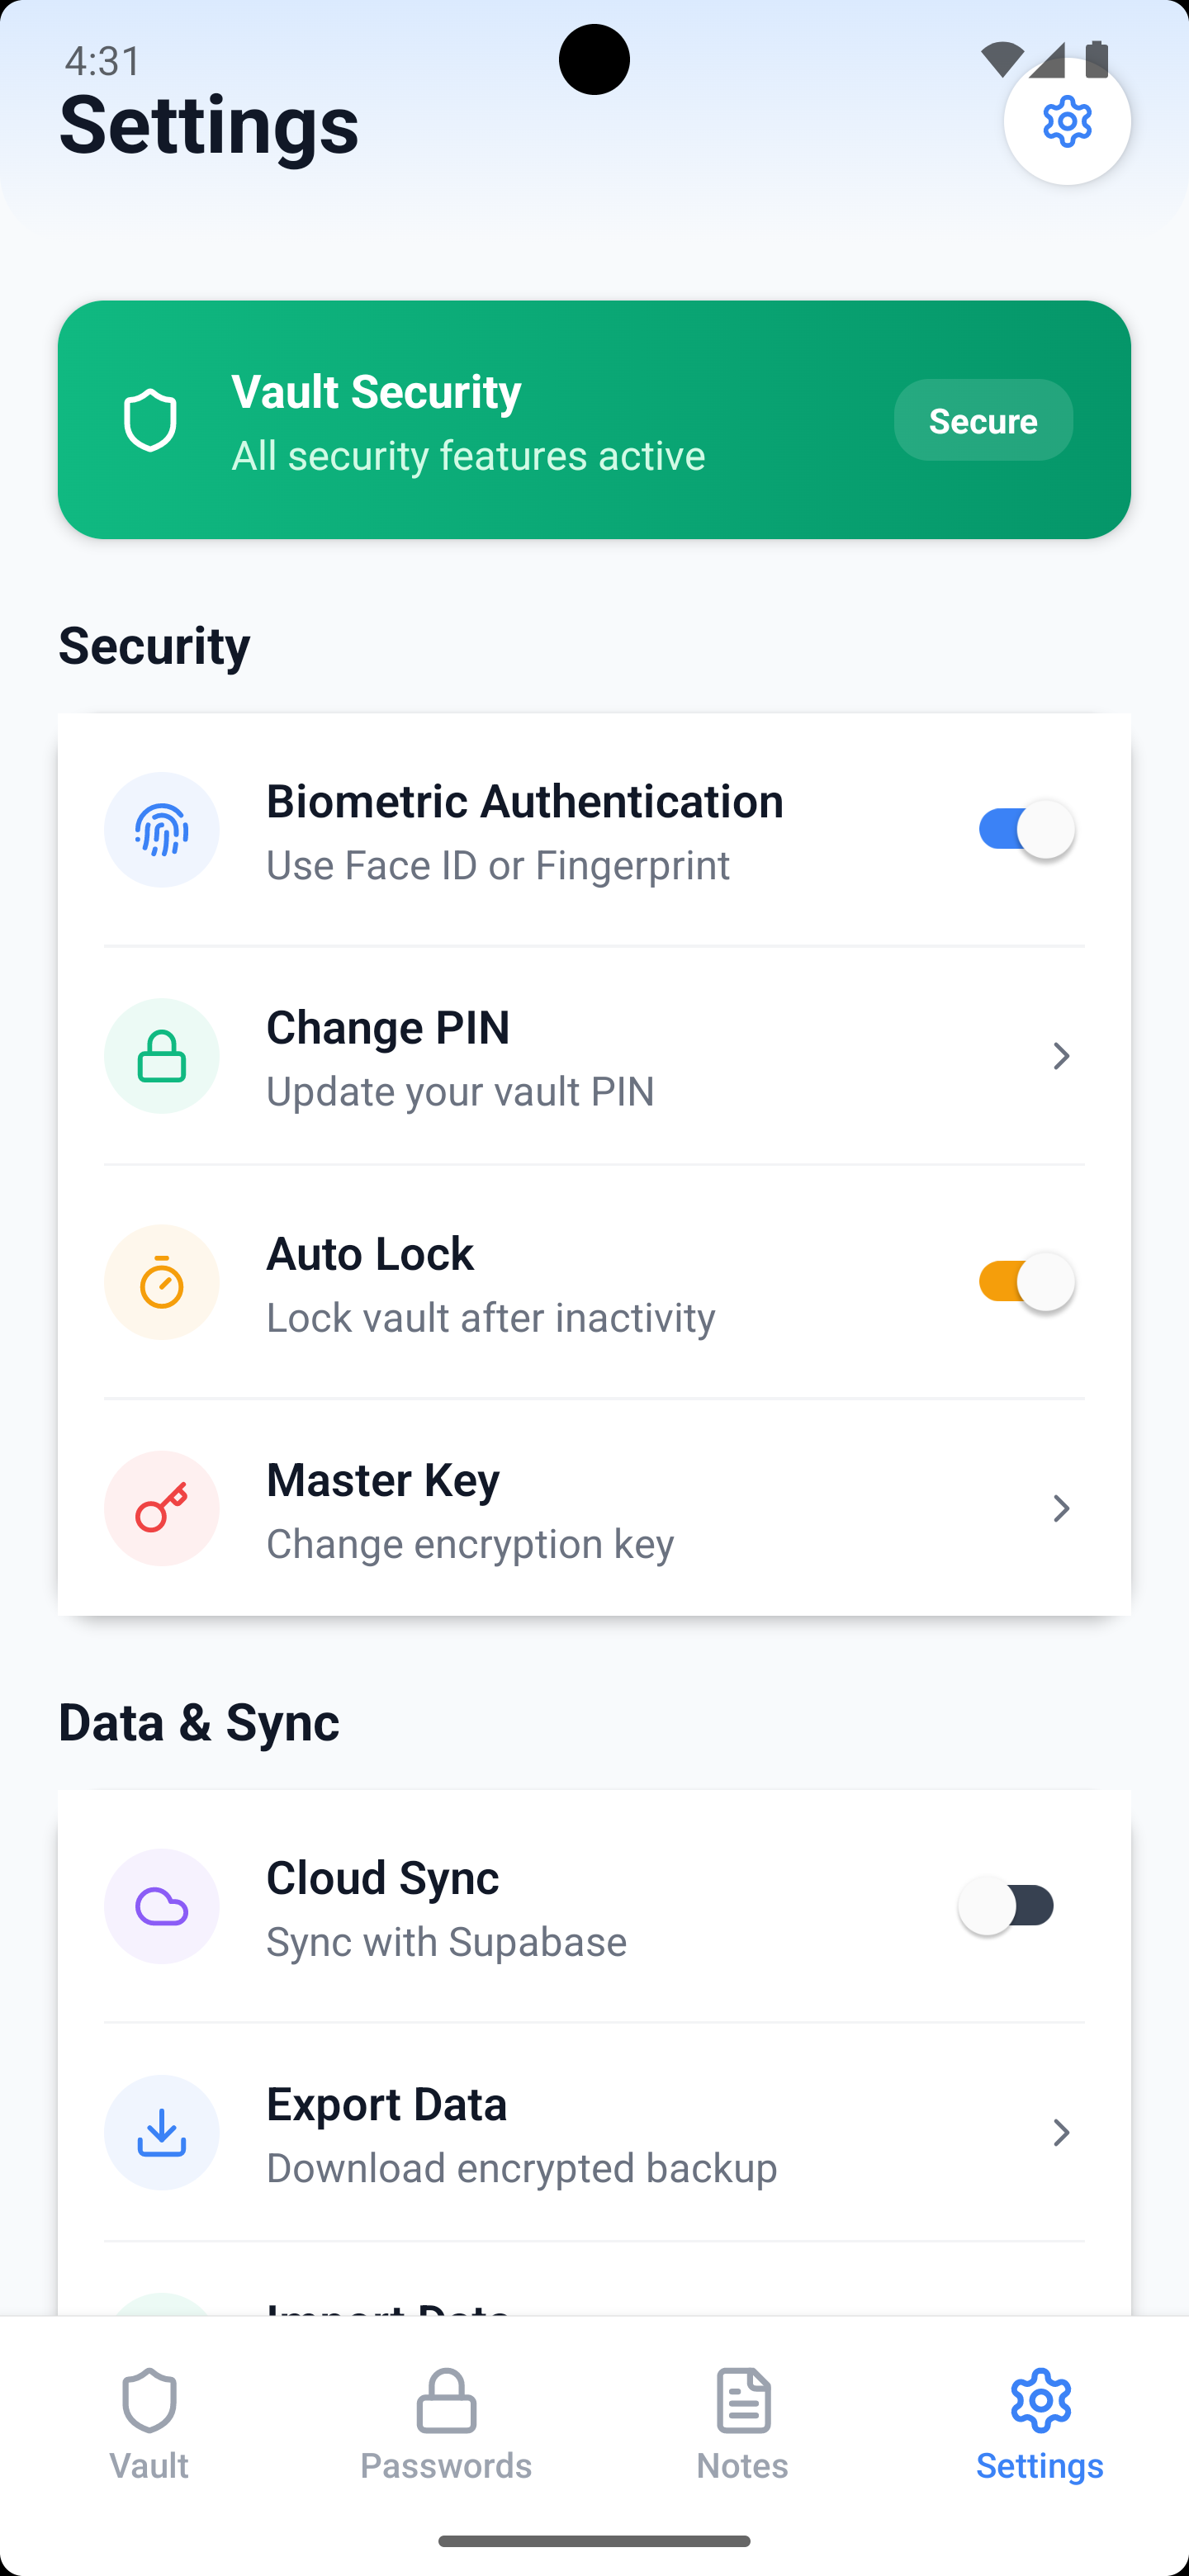 4:31
Settings
Vault Security
All security features active
Secure
Security
Biometric Authentication
Use Face ID or Fingerprint
Change PIN
Update your vault PIN
Auto Lock
Lock vault after inactivity
Master Key
Change encryption key
Data & Sync
Cloud Sync
Sync with Supabase
Export Data
Download encrypted backup
Import Data
Vault
Passwords
Notes
Settings